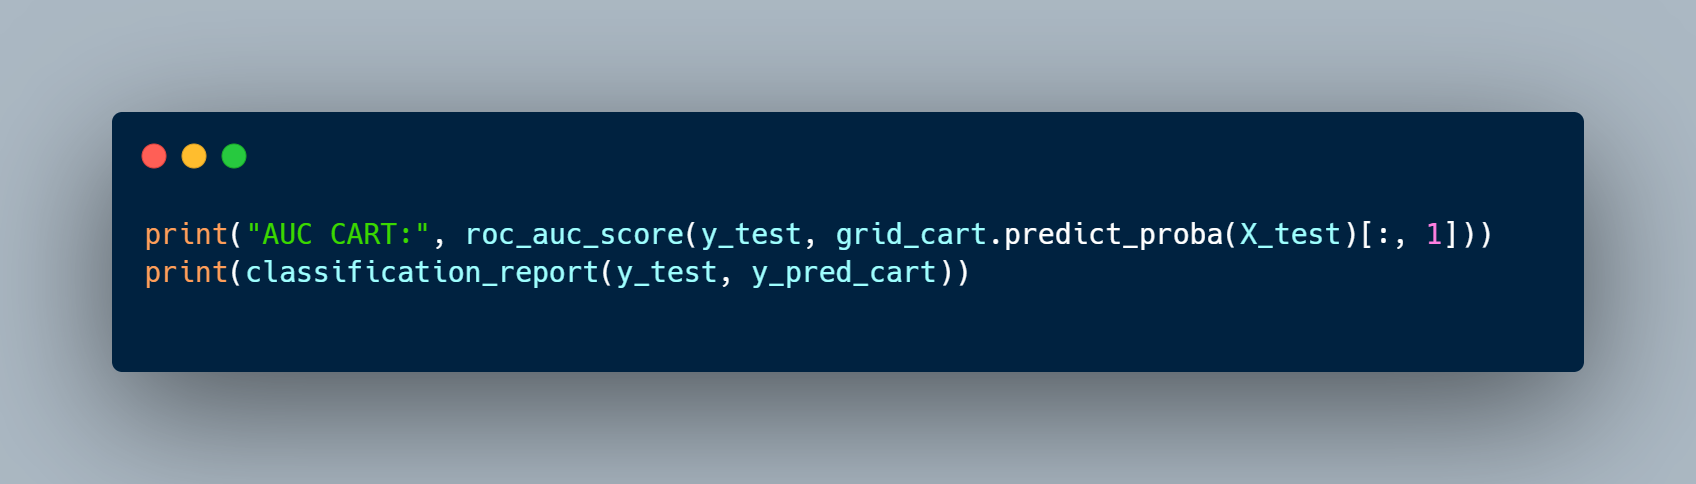 print("AUC CART:", roc_auc_score(y_test, grid_cart.predict_proba(X_test)[:, 1]))
print(classification_report(y_test, y_pred_cart))